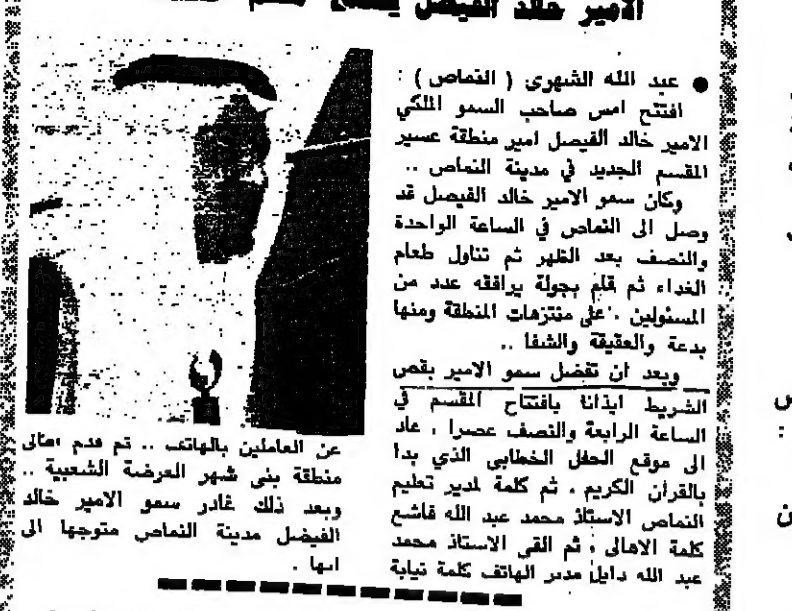 الامير خالد الفيصل يفتتح
● عبد الله الشهري ( النماص ) :
افتتح امس صاحب السمو الملكي
الامير خالد الفيصل امير منطقة عسير
المقسم الجديد في مدينة النماص ..
وكان سمو الامير خالد الفيصل قد
وصل الى النماص في الساعة الواحدة
والنصف بعد الظهر ثم تناول طعام
الغداء ثم قام بجولة يرافقه عدد من
المسئولين . على منتزهات المنطقة ومنها
بدعة والعقيقة والشفا ..
وبعد ان تفضل سمو الامير بقص
الشريط ايذانا بافتتاح المقسم في
الساعة الرابعة والنصف عصرا . عاد
الى موقع الحفل الخطابي الذي بدا
بالقران الكريم . ثم كلمة لمدير تعليم
النماص الاستاذ محمد عبد الله قاشع
كلمة الاهالى ، ثم القى الاستاذ محمد
عبد الله دايل مدير الهاتف كلمة نيابة
عن العاملين بالهاتف .. ثم قدم اهالى
منطقة بنى شهر العرضة الشعبية ..
وبعد ذلك غادر سمو الامير خالد
الفيصل مدينة النماص متوجها الى
ابها .